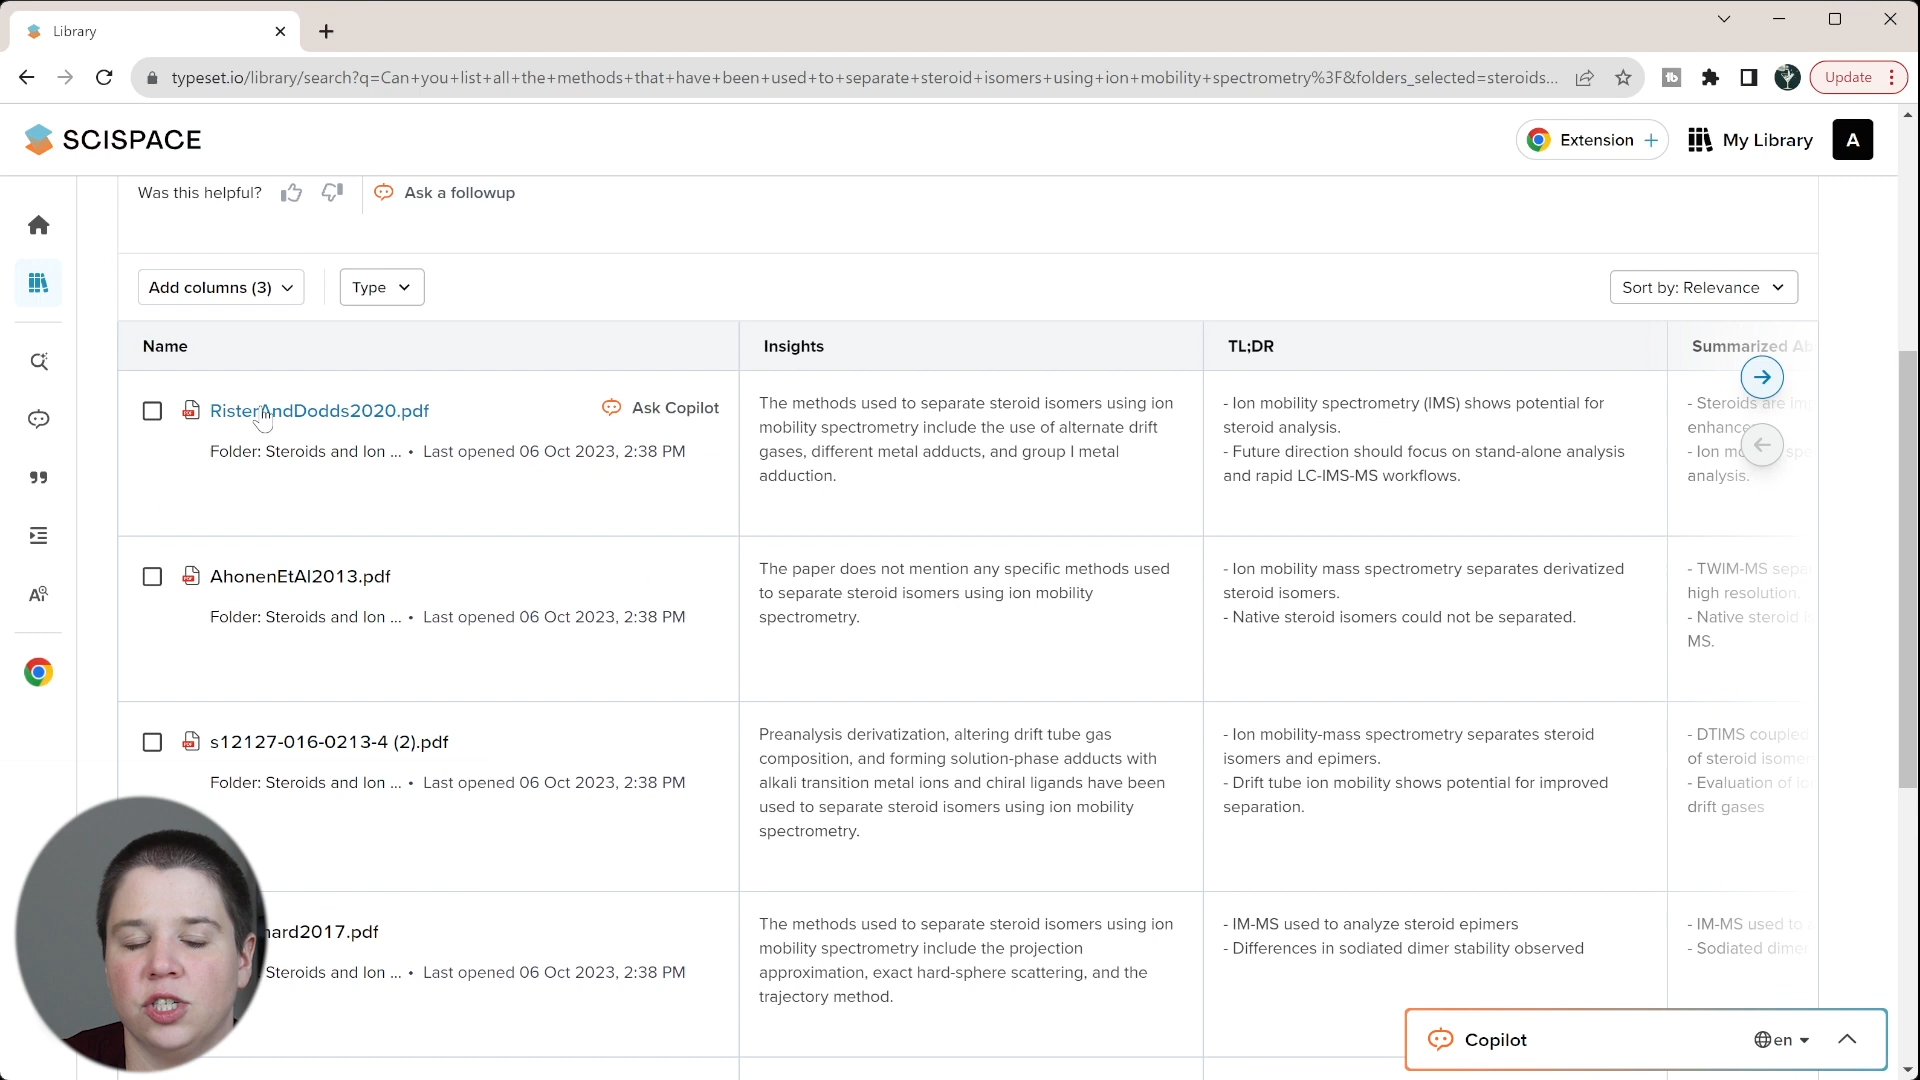 Library
typeset.io/library/search?q=Can+you+list+all+the+methods+that+have+been+used+to+separate+steroid+isomers+using+ion+mobility+spectrometry%3F&folders_selected=steroids...
Update
SCISPACE
Extension +
My Library
A
Was this helpful?
Ask a followup
Add columns (3)
Type
Sort by: Relevance
Name
Insights
TL;DR
Summarized Ab
RisterAndDodds2020.pdf
Ask Copilot
Folder: Steroids and Ion ... • Last opened 06 Oct 2023, 2:38 PM
The methods used to separate steroid isomers using ion
mobility spectrometry include the use of alternate drift
gases, different metal adducts, and group I metal
adduction.
- Ion mobility spectrometry (IMS) shows potential for
steroid analysis.
- Future direction should focus on stand-alone analysis
and rapid LC-IMS-MS workflows.
- Steroids are im
enhance
- Ion mo spe
analysis.
AhonenEtAl2013.pdf
Folder: Steroids and Ion ... • Last opened 06 Oct 2023, 2:38 PM
The paper does not mention any specific methods used
to separate steroid isomers using ion mobility
spectrometry.
- Ion mobility mass spectrometry separates derivatized
steroid isomers.
- Native steroid isomers could not be separated.
- TWIM-MS sepa
high resolution.
- Native steroid is
MS.
s12127-016-0213-4 (2).pdf
Folder: Steroids and Ion ... • Last opened 06 Oct 2023, 2:38 PM
Preanalysis derivatization, altering drift tube gas
composition, and forming solution-phase adducts with
alkali transition metal ions and chiral ligands have been
used to separate steroid isomers using ion mobility
spectrometry.
- Ion mobility-mass spectrometry separates steroid
isomers and epimers.
- Drift tube ion mobility shows potential for improved
separation.
- DTIMS coupled
of steroid isome
- Evaluation of io
drift gases
hard2017.pdf
Steroids and Ion ... • Last opened 06 Oct 2023, 2:38 PM
The methods used to separate steroid isomers using ion
mobility spectrometry include the projection
approximation, exact hard-sphere scattering, and the
trajectory method.
- IM-MS used to analyze steroid epimers
- Differences in sodiated dimer stability observed
- IM-MS used to a
- Sodiated dimer
Copilot
en